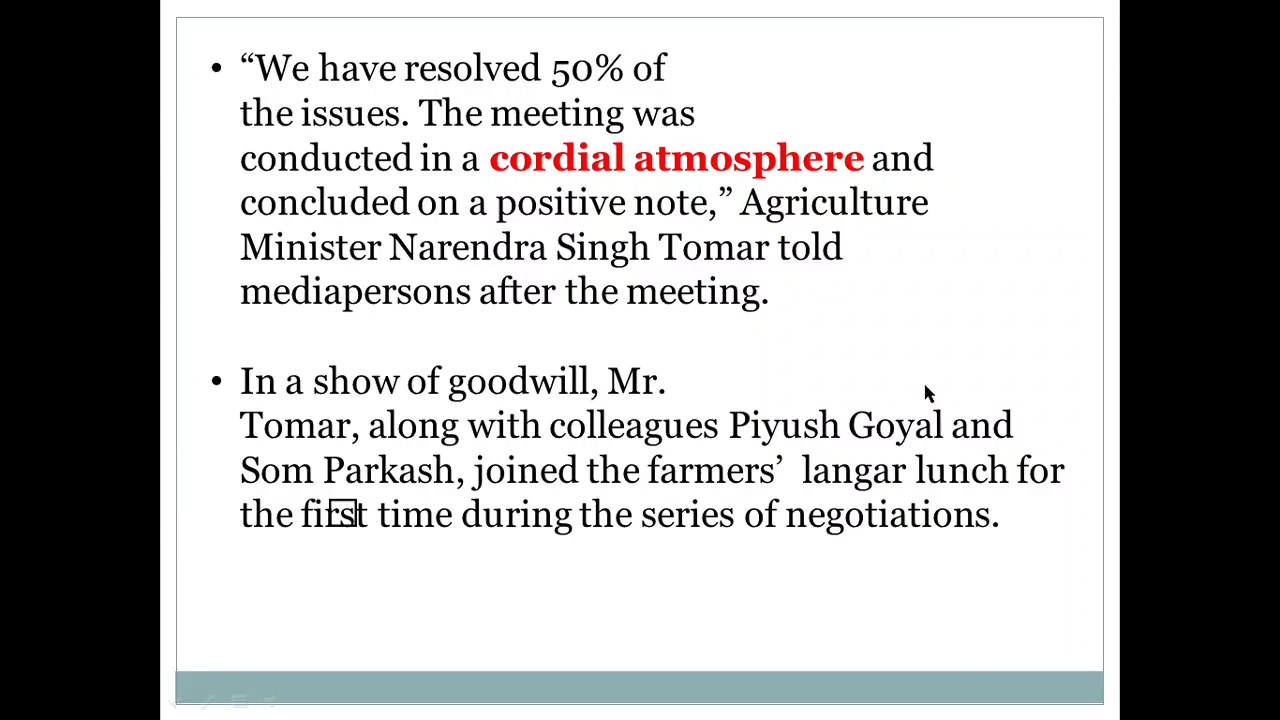 • “We have resolved 50% of
the issues. The meeting was
conducted in a cordial atmosphere and
concluded on a positive note,” Agriculture
Minister Narendra Singh Tomar told
mediapersons after the meeting.
• In a show of goodwill, Mr.
Tomar, along with colleagues Piyush Goyal and
Som Parkash, joined the farmers’ langar lunch for
the first time during the series of negotiations.